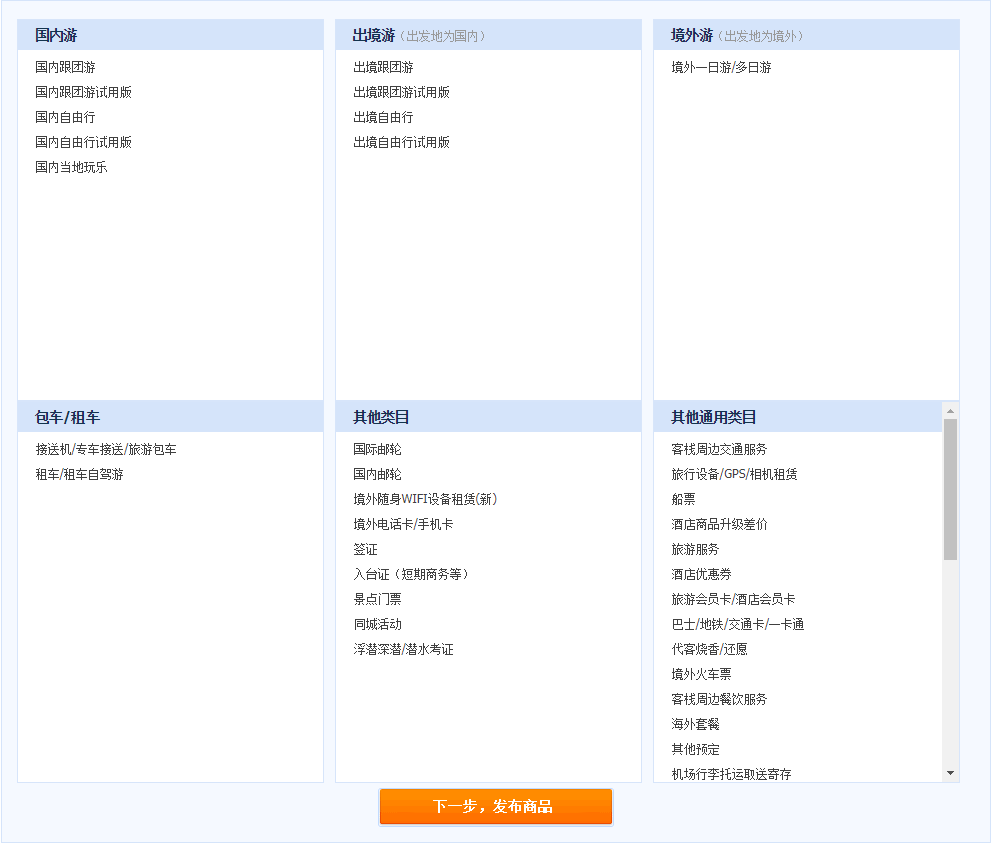 国内游
国内跟团游
国内跟团游试用版
国内自由行
国内自由行试用版
国内当地玩乐
出境游（出发地为国内）
出境跟团游
出境跟团游试用版
出境自由行
出境自由行试用版
境外游（出发地为境外）
境外一日游/多日游
包车/租车
接送机/专车接送/旅游包车
租车/租车自驾游
其他类目
国际邮轮
国内邮轮
境外随身WIFI设备租赁(新)
境外电话卡/手机卡
签证
入台证（短期商务等）
景点门票
同城活动
浮潜深潜/潜水考证
其他通用类目
客栈周边交通服务
旅行设备/GPS/相机租赁
船票
酒店商品升级差价
旅游服务
酒店优惠券
旅游会员卡/酒店会员卡
巴士/地铁/交通卡/一卡通
代客烧香/还愿
境外火车票
客栈周边餐饮服务
海外套餐
其他预定
机场行李托运取送寄存
下一步，发布商品